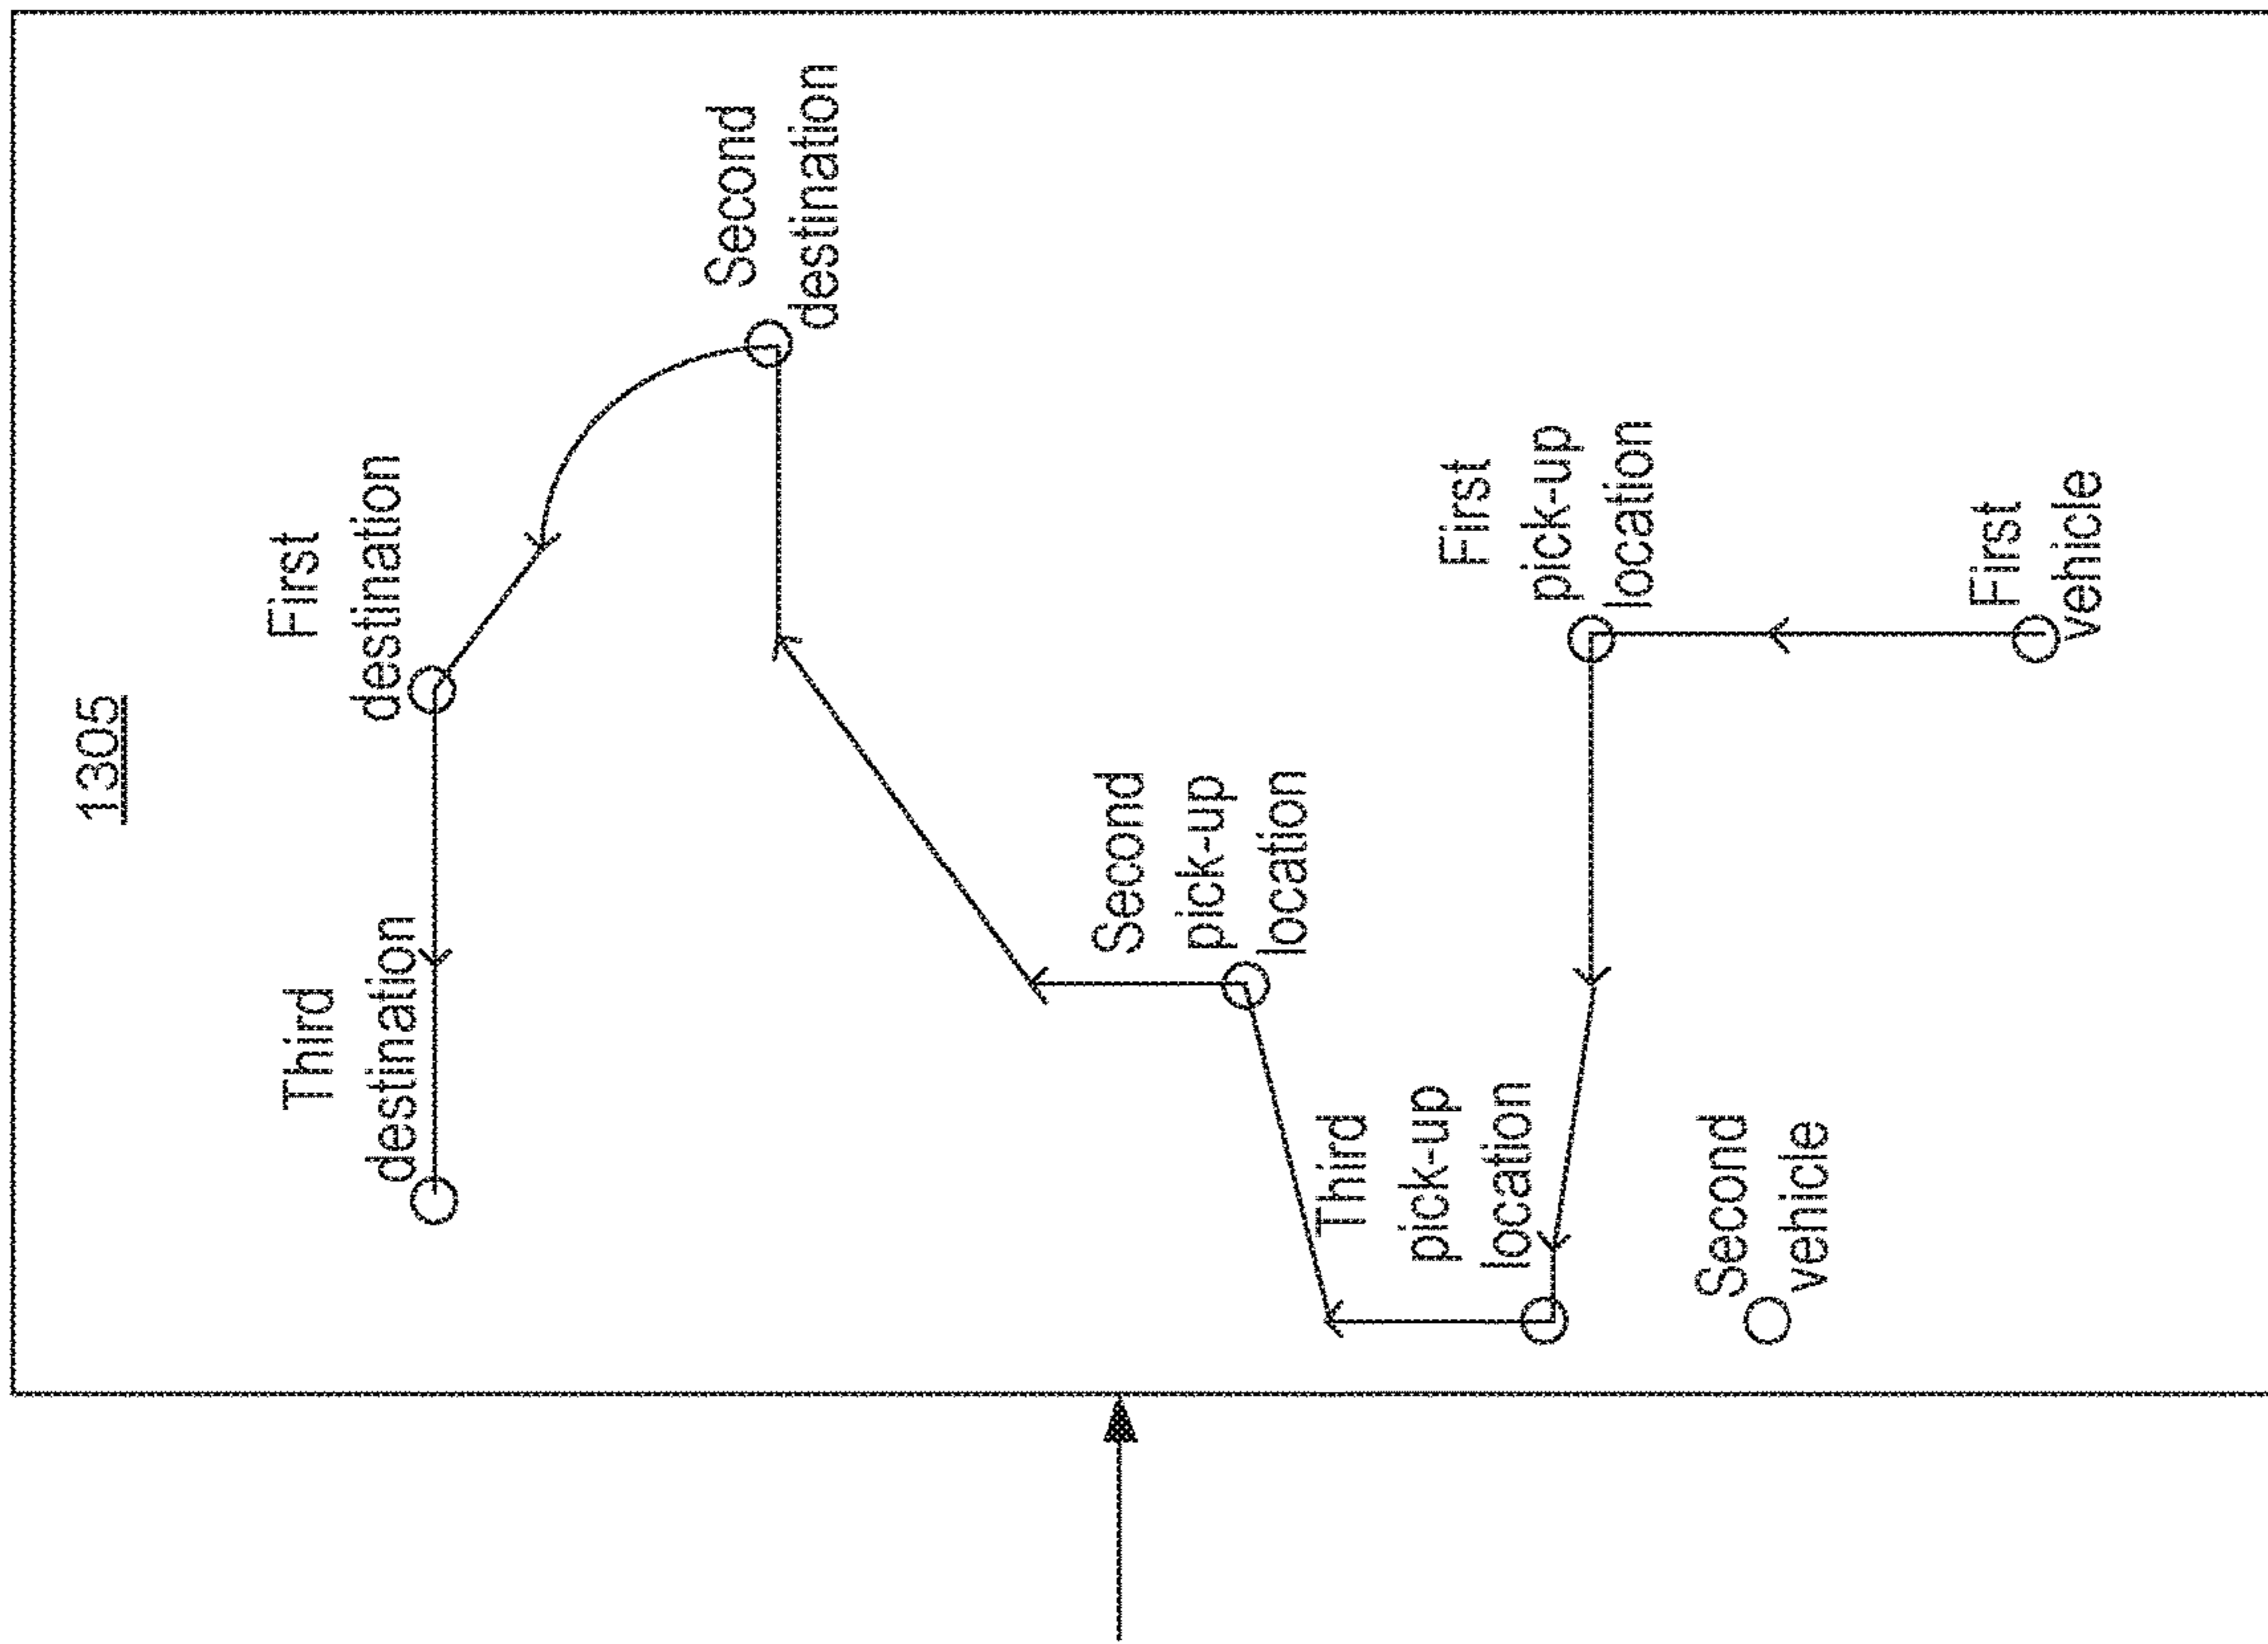 1305
First
destination
Third
destination
Second
destination
Second
pick-up
location
Third
pick-up
location
First
pick-up
location
Second
vehicle
First
vehicle